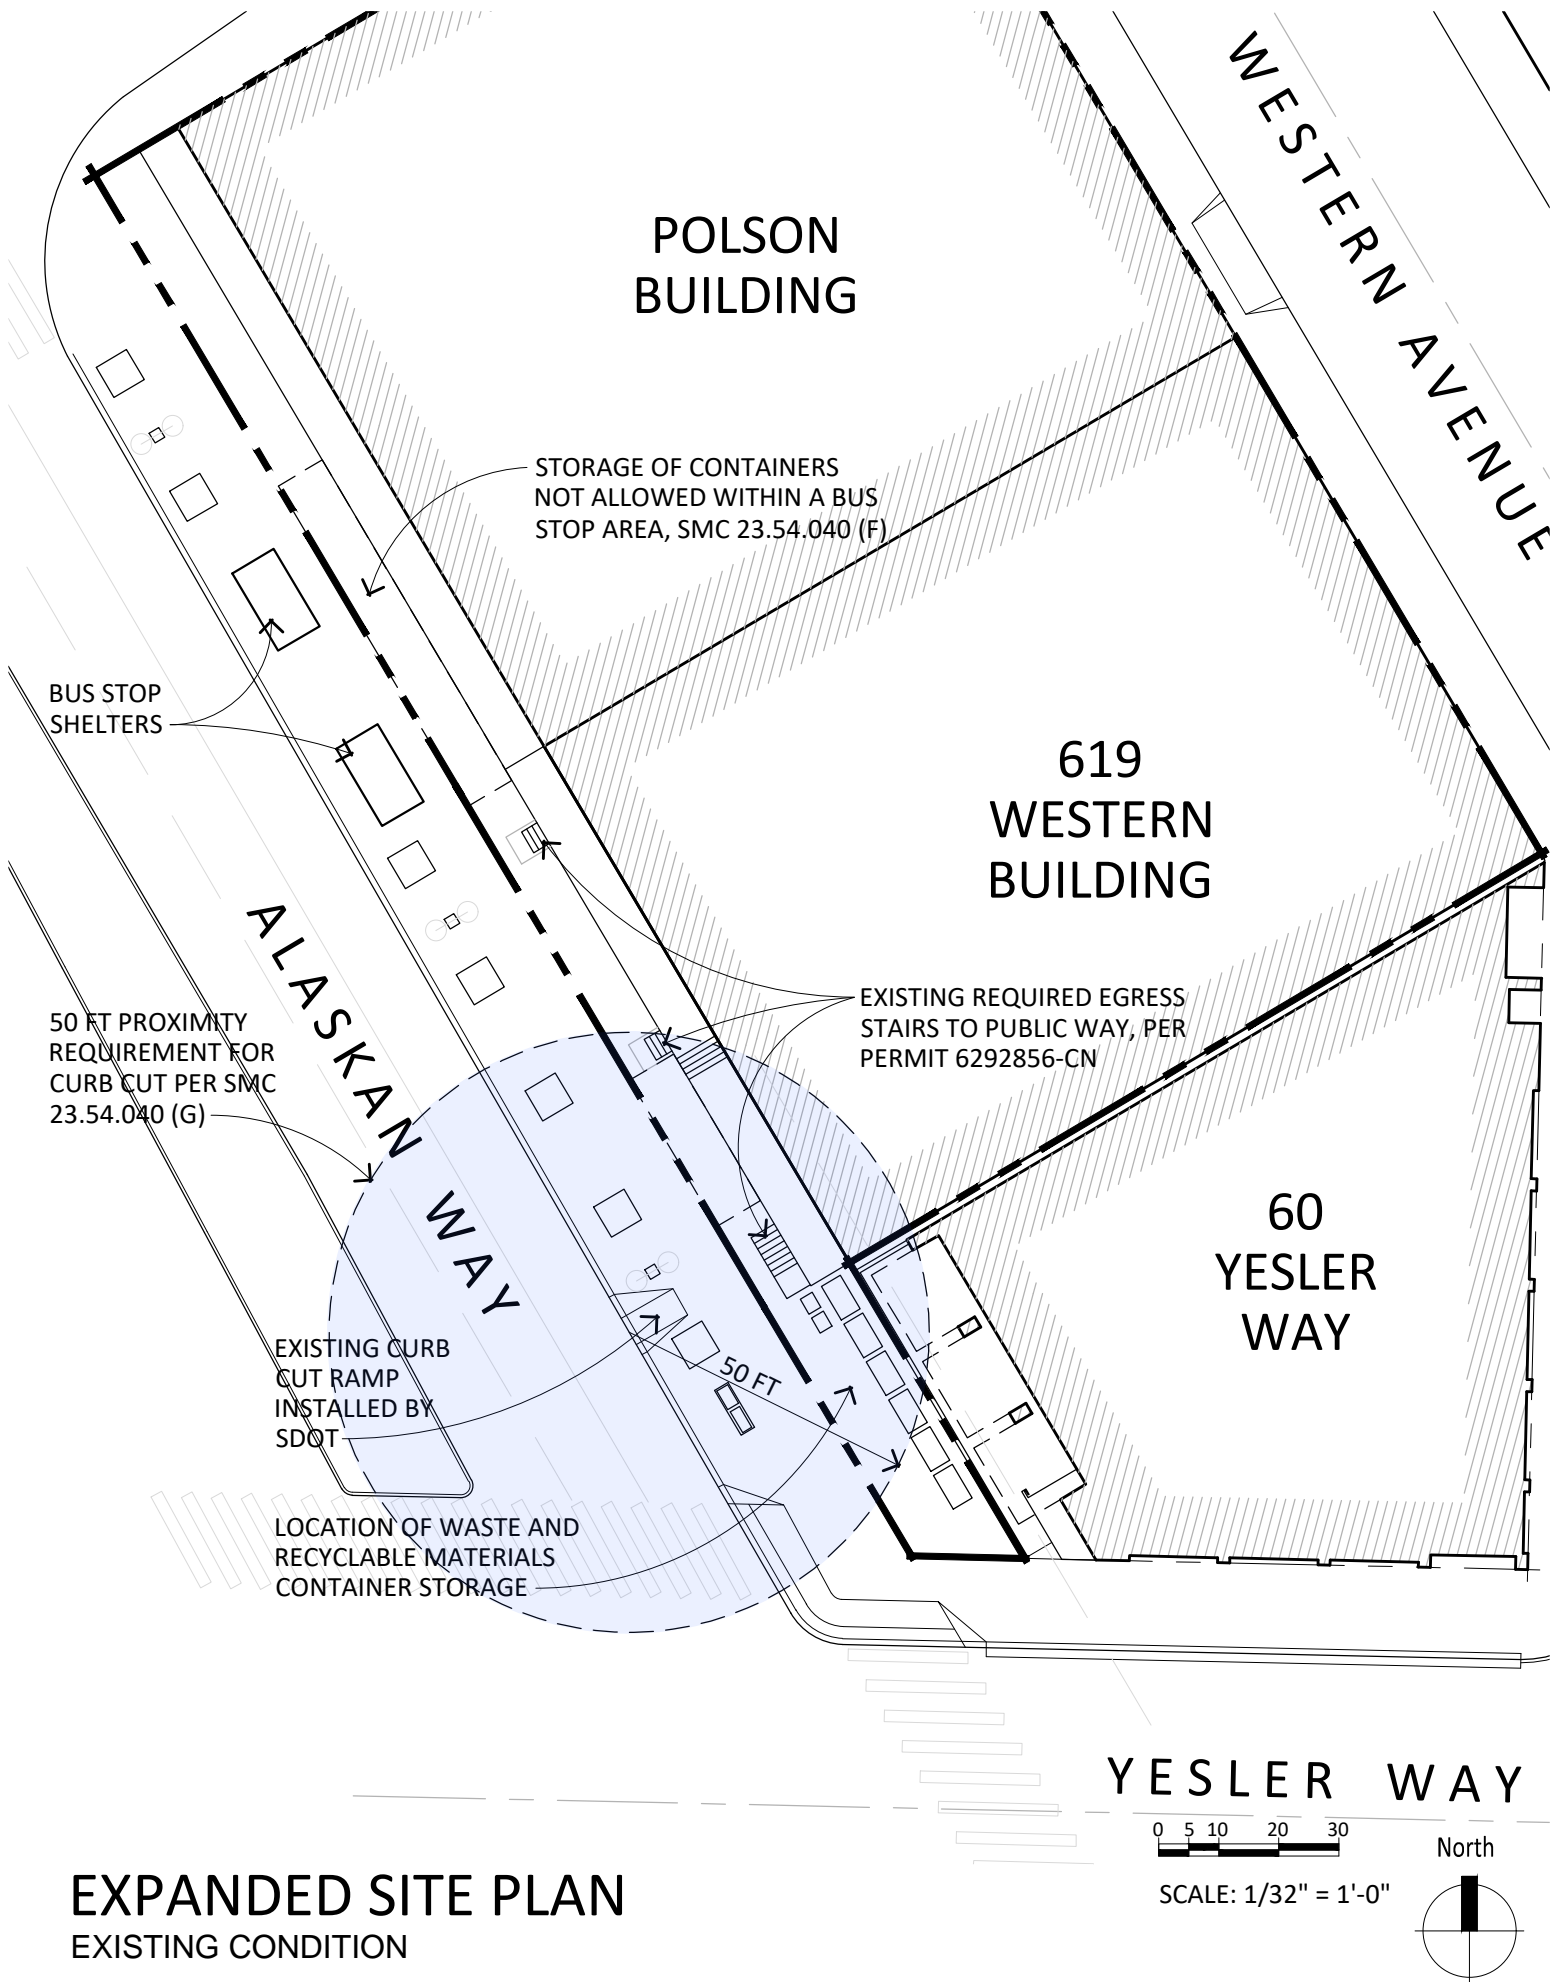 WESTERN AVENUE
POLSON
BUILDING
STORAGE OF CONTAINERS
NOT ALLOWED WITHIN A BUS
STOP AREA, SMC 23.54.040 (F)
BUS STOP
SHELTERS
619
WESTERN
BUILDING
ALASKAN WAY
EXISTING REQUIRED EGRESS
STAIRS TO PUBLIC WAY, PER
PERMIT 6292856-CN
50 FT PROXIMITY
REQUIREMENT FOR
CURB CUT PER SMC
23.54.040 (G)
60
YESLER
WAY
EXISTING CURB
CUT RAMP
INSTALLED BY
SDOT
50 FT
LOCATION OF WASTE AND
RECYCLABLE MATERIALS
CONTAINER STORAGE
YESLER WAY
0 5 10 20 30
SCALE: 1/32" = 1'-0"
North
EXPANDED SITE PLAN
EXISTING CONDITION